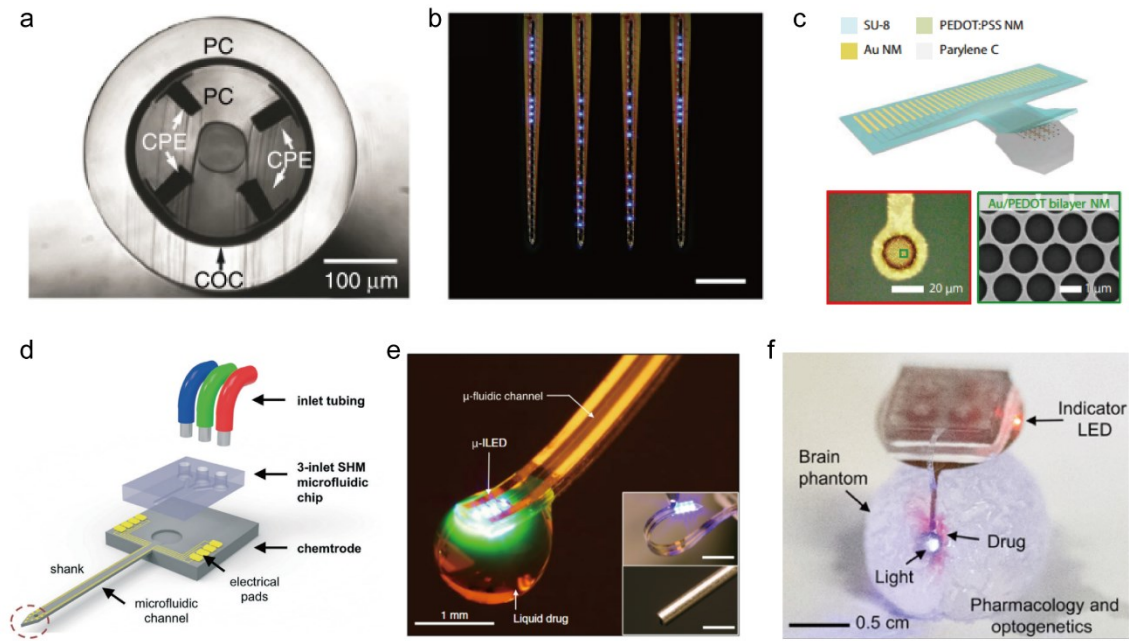 a
PC
PC
CPE
CPE
COC
100 μm
b
c
SU-8
PEDOT:PSS NM
Au NM
Parylene C
Au/PEDOT bilayer NM
20 μm
1 μm
d
inlet tubing
3-inlet SHM
microfluidic
chip
chemtrode
shank
electrical
pads
microfluidic
channel
e
μ-fluidic channel
μ-ILED
1 mm
Liquid drug
f
Indicator
LED
Brain
phantom
Drug
Light
0.5 cm
Pharmacology and
optogenetics